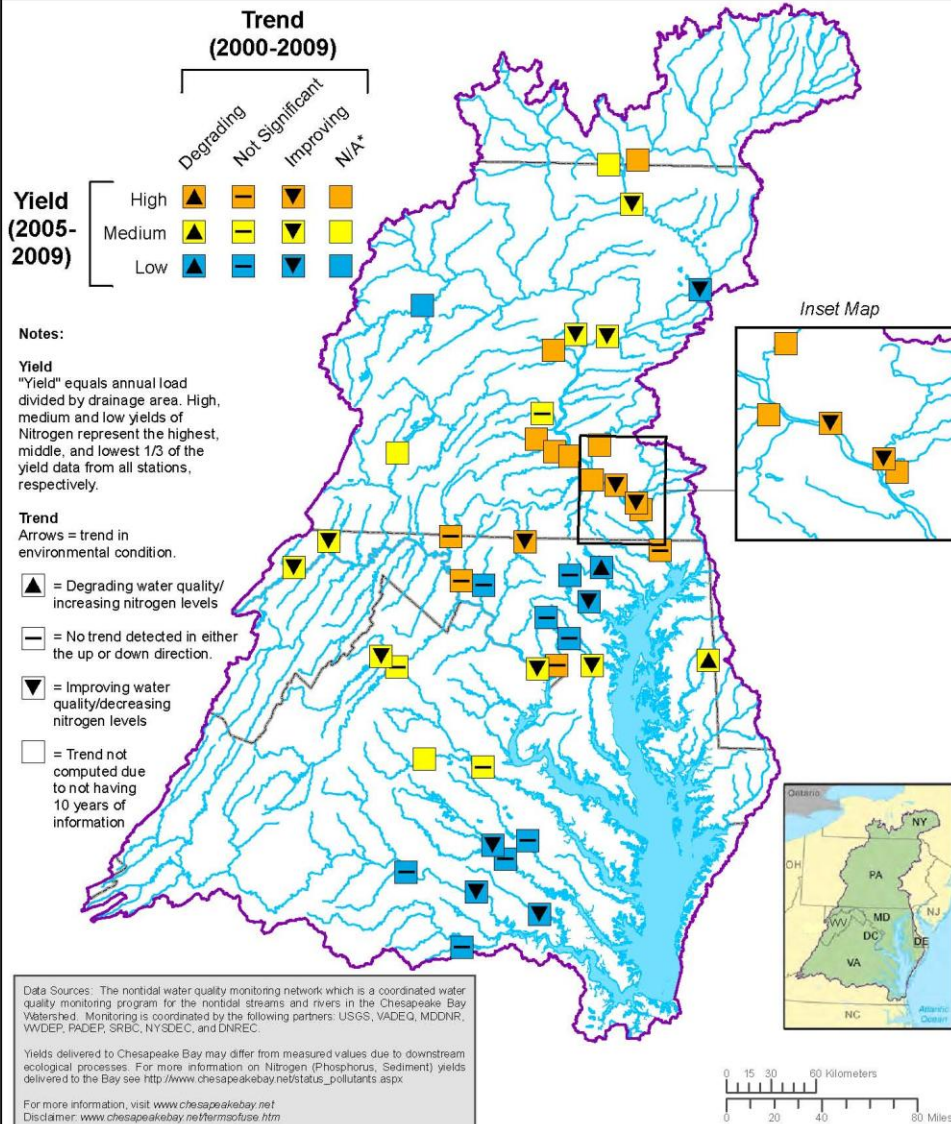 Trend
(2000-2009)
Degrading
Not Significant
Improving
N/A*
Yield
(2005-
2009)
High
Medium
Low
Notes:
Yield
"Yield" equals annual load
divided by drainage area. High,
medium and low yields of
Nitrogen represent the highest,
middle, and lowest 1/3 of the
yield data from all stations,
respectively.
Trend
Arrows = trend in
environmental condition.
= Degrading water quality/
increasing nitrogen levels
= No trend detected in either
the up or down direction.
= Improving water
quality/decreasing
nitrogen levels
= Trend not
computed due
to not having
10 years of
information
Inset Map
Ontario
NY
OH
PA
NJ
WV
MD
DC
DE
VA
NC
Atlantic
Ocean
Data Sources: The nontidal water quality monitoring network which is a coordinated water
quality monitoring program for the nontidal streams and rivers in the Chesapeake Bay
Watershed. Monitoring is coordinated by the following partners: USGS, VADEQ, MDDNR,
WVDEP, PADEP, SRBC, NYSDEC, and DNREC.
Yields delivered to Chesapeake Bay may differ from measured values due to downstream
ecological processes. For more information on Nitrogen (Phosphorus, Sediment) yields
delivered to the Bay see http://www.chesapeakebay.net/status_pollutants.aspx
For more information, visit www.chesapeakebay.net
Disclaimer: www.chesapeakebay.net/termsofuse.htm
0 15 30 60 Kilometers
0 20 40 80 Miles